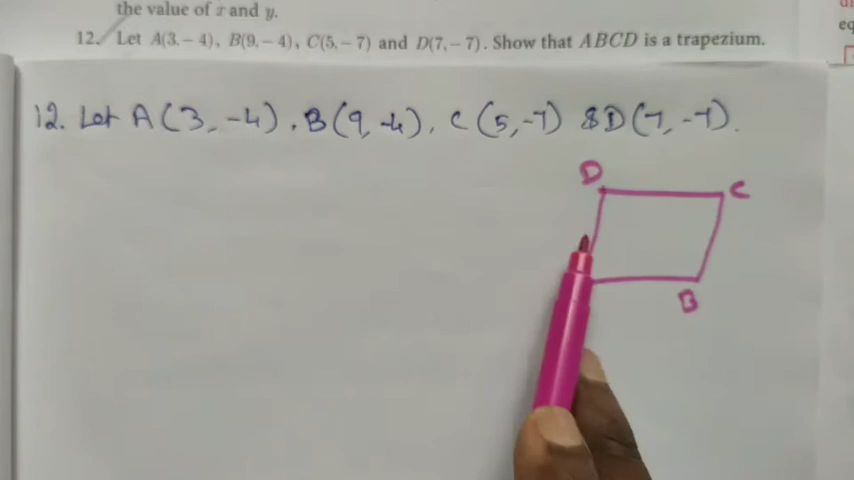 the value of x and y.
12. Let A(3, – 4), B(9, – 4), C(5, – 7) and D(7, – 7). Show that ABCD is a trapezium.
12. Let A(3, -4), B(9, -4), C(5, -7) & D(7, -7).
D
C
B